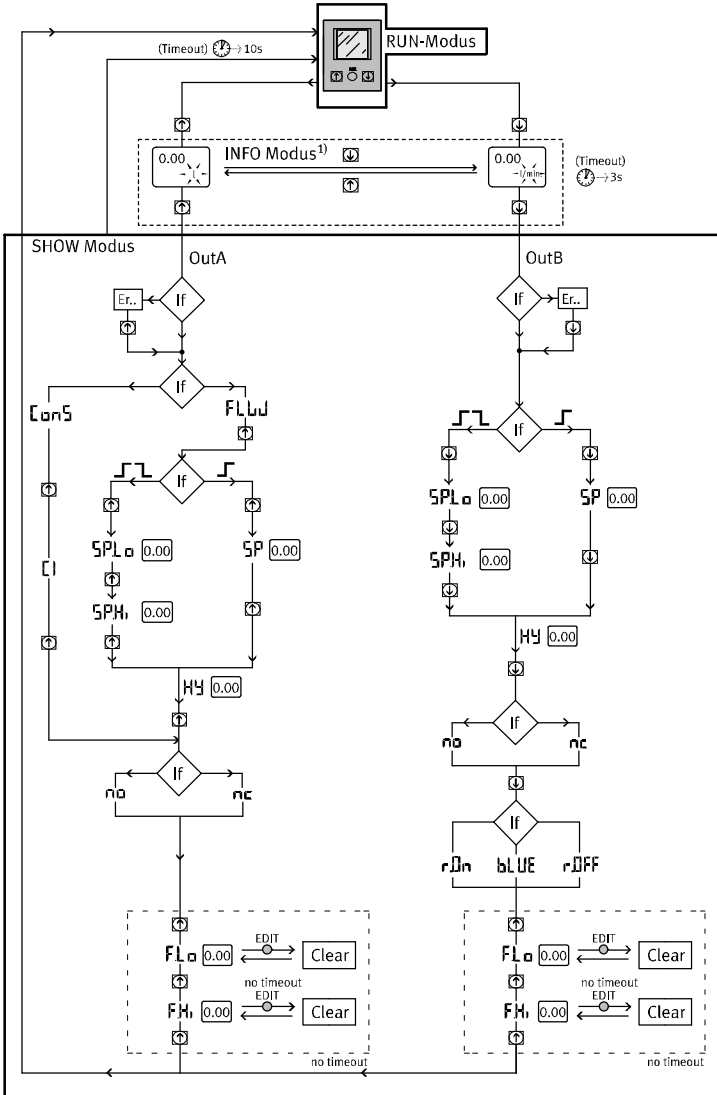 RUN-Modus
(Timeout) 10s
INFO Modus1)
0.00
l
0.00
l/min
(Timeout)
3s
SHOW Modus
OutA
OutB
If
Er..
If
Er..
If
ConS
FLW
If
SPLo 0.00
SP 0.00
CI
SPHi 0.00
HY 0.00
If
no
nc
If
SPLo 0.00
SP 0.00
SPHi 0.00
HY 0.00
If
no
nc
If
rOn
bLUE
rOFF
FLo 0.00
EDIT
Clear
no timeout
FHi 0.00
EDIT
Clear
no timeout
FLo 0.00
EDIT
Clear
no timeout
FHi 0.00
EDIT
Clear
no timeout